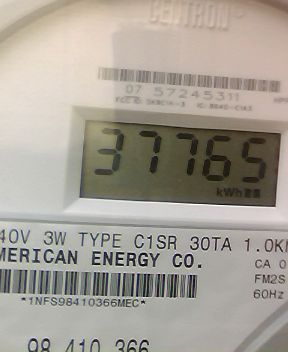 CENTRON
07 57245311
37765
kWh
40V 3W TYPE C1SR 30TA 1.0K
MERICAN ENERGY CO. CA 0
FM2S
*1NFS98410366MEC* 60Hz
98 410 366